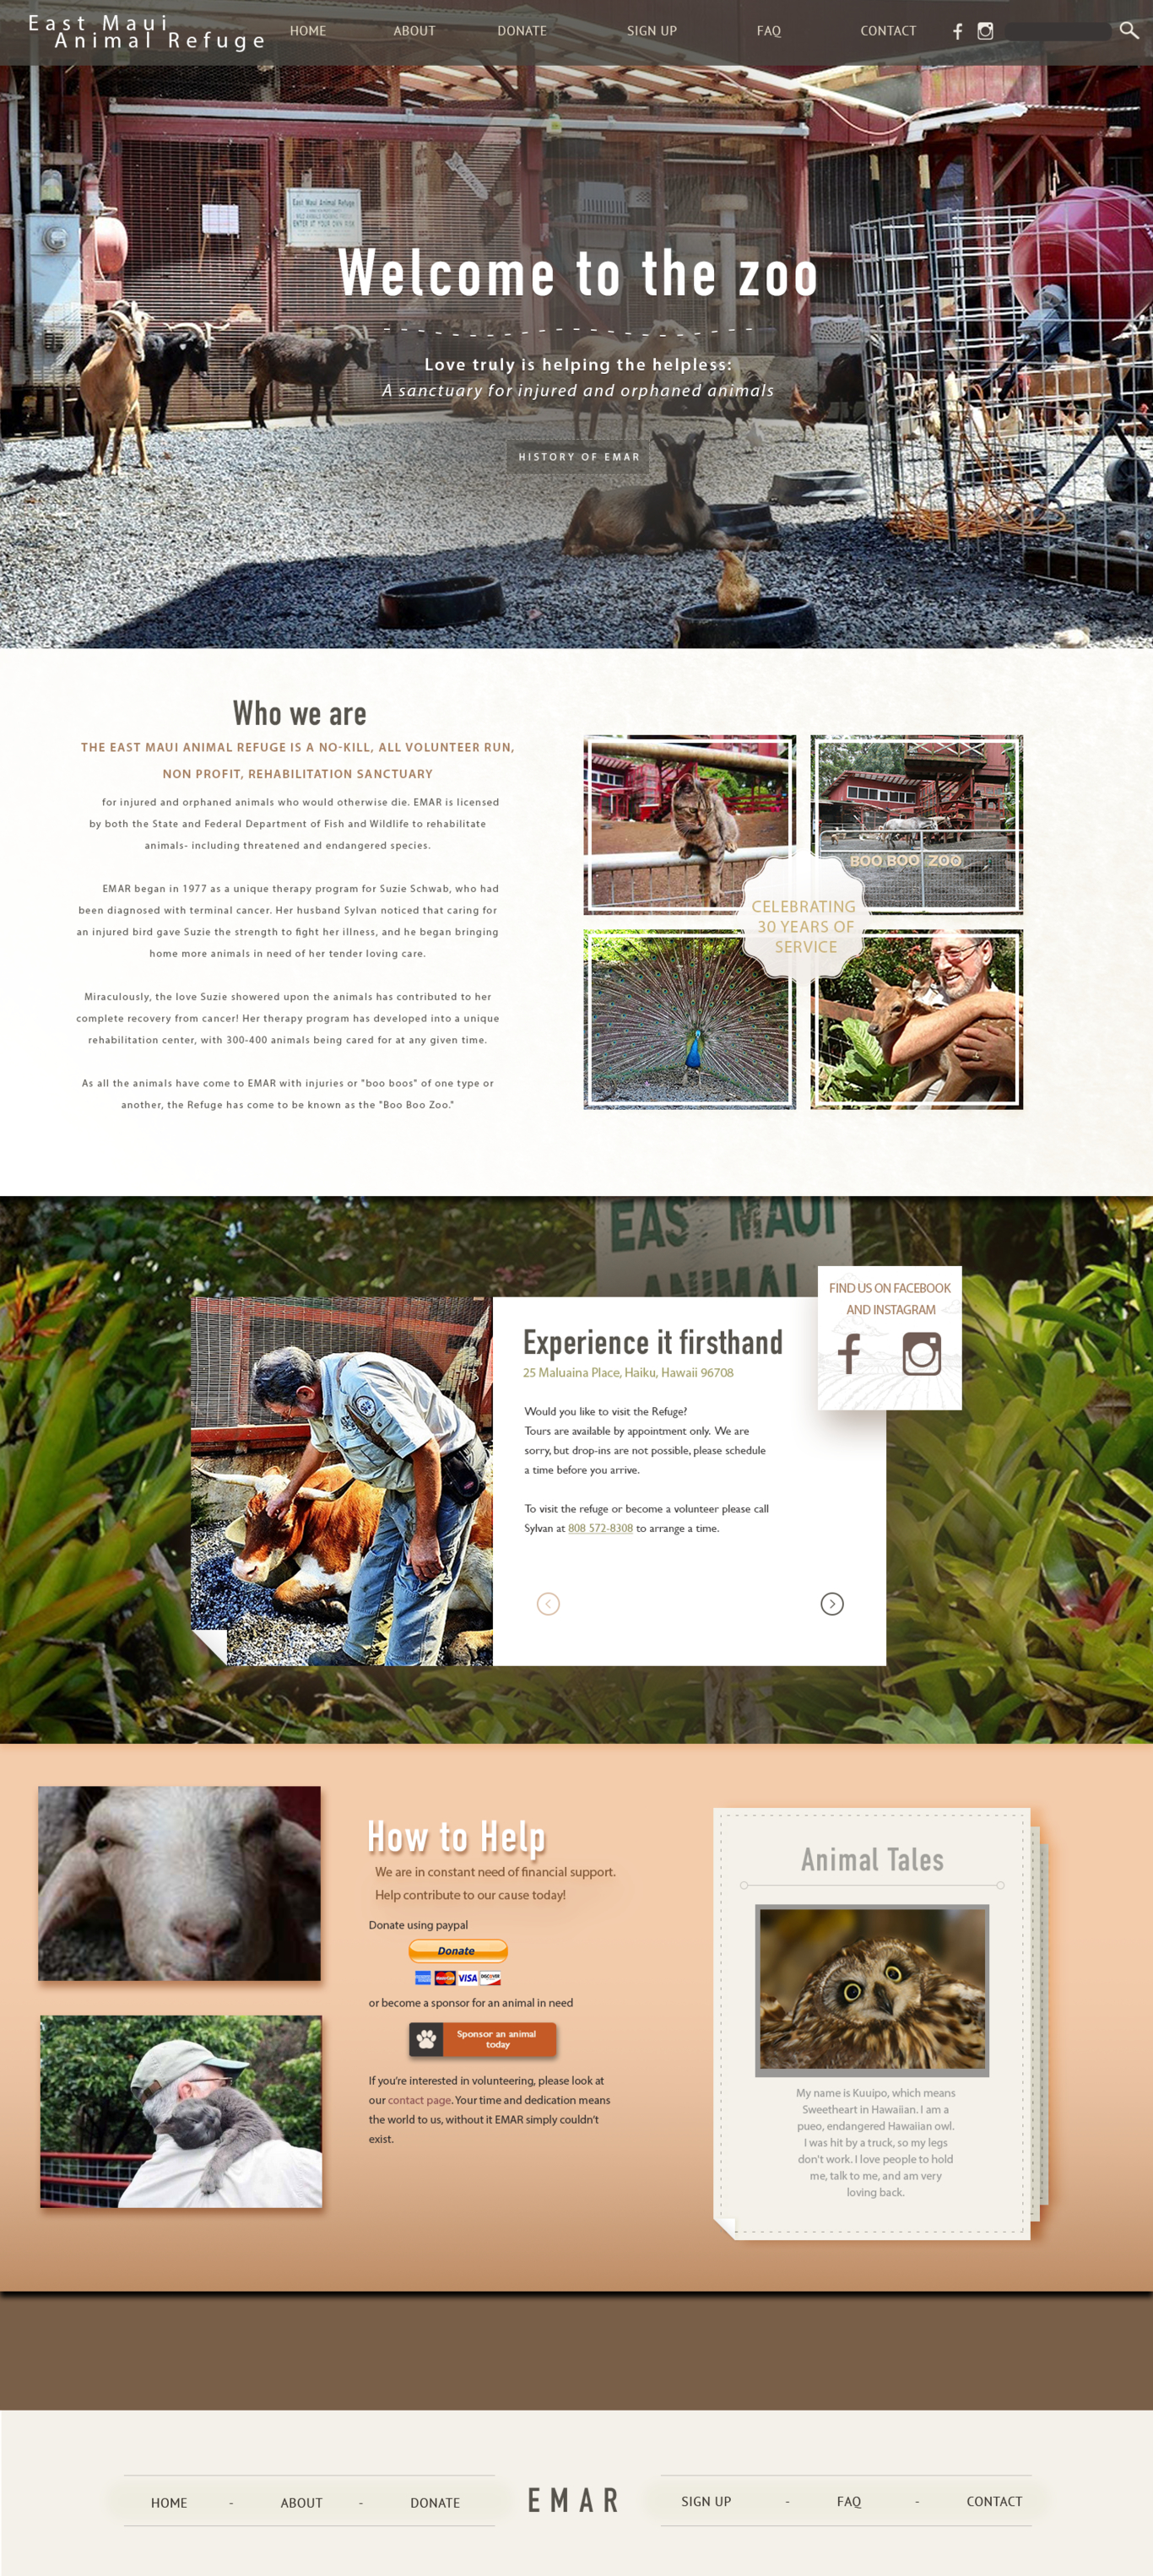 East Maui
Animal Refuge
HOME
ABOUT
DONATE
SIGN UP
FAQ
CONTACT
East Maui Animal Refuge
ENTER AT YOUR OWN RISK
Welcome to the zoo
Love truly is helping the helpless:
A sanctuary for injured and orphaned animals
HISTORY OF EMAR
Who we are
THE EAST MAUI ANIMAL REFUGE IS A NO-KILL, ALL VOLUNTEER RUN,
NON PROFIT, REHABILITATION SANCTUARY
for injured and orphaned animals who would otherwise die. EMAR is licensed
by both the State and Federal Department of Fish and Wildlife to rehabilitate
animals- including threatened and endangered species.
EMAR began in 1977 as a unique therapy program for Suzie Schwab, who had
been diagnosed with terminal cancer. Her husband Sylvan noticed that caring for
an injured bird gave Suzie the strength to fight her illness, and he began bringing
home more animals in need of her tender loving care.
Miraculously, the love Suzie showered upon the animals has contributed to her
complete recovery from cancer! Her therapy program has developed into a unique
rehabilitation center, with 300-400 animals being cared for at any given time.
As all the animals have come to EMAR with injuries or "boo boos" of one type or
another, the Refuge has come to be known as the "Boo Boo Zoo."
BOO BOO ZOO
CELEBRATING
30 YEARS OF
SERVICE
EAS MAUI
ANIMAL
FIND US ON FACEBOOK
AND INSTAGRAM
Experience it firsthand
25 Maluaina Place, Haiku, Hawaii 96708
Would you like to visit the Refuge?
Tours are available by appointment only. We are
sorry, but drop-ins are not possible, please schedule
a time before you arrive.
To visit the refuge or become a volunteer please call
Sylvan at 808 572-8308 to arrange a time.
How to Help
We are in constant need of financial support.
Help contribute to our cause today!
Donate using paypal
Donate
MasterCard
VISA
DISCOVER
or become a sponsor for an animal in need
Sponsor an animal
today
If you're interested in volunteering, please look at
our contact page. Your time and dedication means
the world to us, without it EMAR simply couldn't
exist.
Animal Tales
My name is Kuuipo, which means
Sweetheart in Hawaiian. I am a
pueo, endangered Hawaiian owl.
I was hit by a truck, so my legs
don't work. I love people to hold
me, talk to me, and am very
loving back.
HOME - ABOUT - DONATE
EMAR
SIGN UP - FAQ - CONTACT